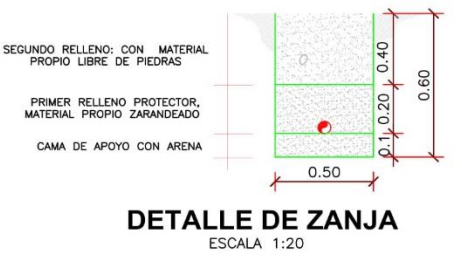 SEGUNDO RELLENO: CON MATERIAL
PROPIO LIBRE DE PIEDRAS
PRIMER RELLENO PROTECTOR,
MATERIAL PROPIO ZARANDEADO
CAMA DE APOYO CON ARENA
0.40
0.20
0.1
0.60
0.50
DETALLE DE ZANJA
ESCALA 1:20